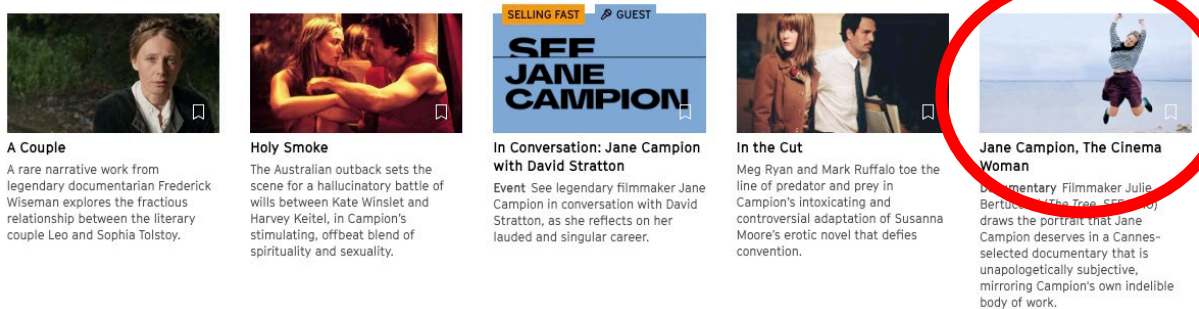 A Couple
A rare narrative work from
legendary documentarian Frederick
Wiseman explores the fractious
relationship between the literary
couple Leo and Sophia Tolstoy.
Holy Smoke
The Australian outback sets the
scene for a hallucinatory battle of
wills between Kate Winslet and
Harvey Keitel, in Campion's
stimulating, offbeat blend of
spirituality and sexuality.
SELLING FAST
GUEST
SEE
JANE
CAMPION
In Conversation: Jane Campion
with David Stratton
Event See legendary filmmaker Jane
Campion in conversation with David
Stratton, as she reflects on her
lauded and singular career.
In the Cut
Meg Ryan and Mark Ruffalo toe the
line of predator and prey in
Campion's intoxicating and
controversial adaptation of Susanna
Moore's erotic novel that defies
convention.
Jane Campion, The Cinema
Woman
Documentary Filmmaker Julie
(The Tree,
draws the portrait that Jane
Campion deserves in a Cannes-
selected documentary that is
unapologetically subjective,
mirroring Campion's own indelible
body of work.